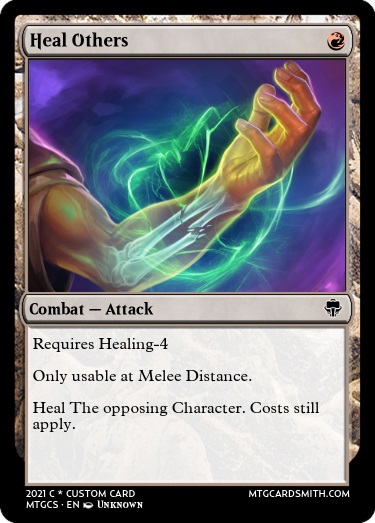 Heal Others
Combat — Attack
Requires Healing-4
Only usable at Melee Distance.
Heal The opposing Character. Costs still
apply.
2021 C * CUSTOM CARD
MTGCARDSMITH.COM
MTGCS · EN Unknown